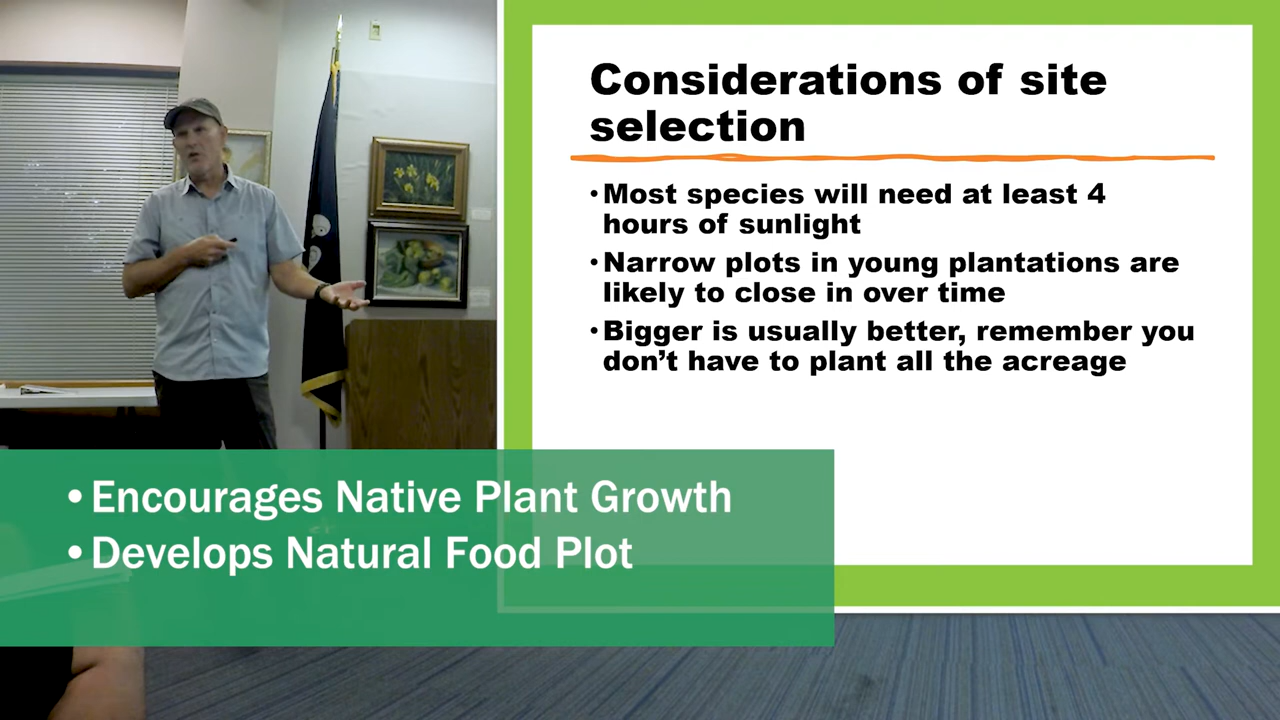 Considerations of site
selection
• Most species will need at least 4
hours of sunlight
• Narrow plots in young plantations are
likely to close in over time
• Bigger is usually better, remember you
don't have to plant all the acreage
• Encourages Native Plant Growth
• Develops Natural Food Plot